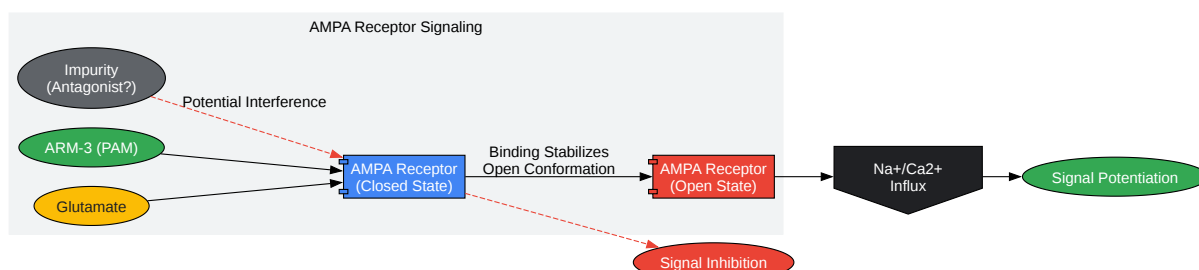 AMPA Receptor Signaling
Impurity
(Antagonist?)
Potential Interference
ARM-3 (PAM)
Glutamate
AMPA Receptor
(Closed State)
Binding Stabilizes
Open Conformation
AMPA Receptor
(Open State)
Na+/Ca2+
Influx
Signal Potentiation
Signal Inhibition